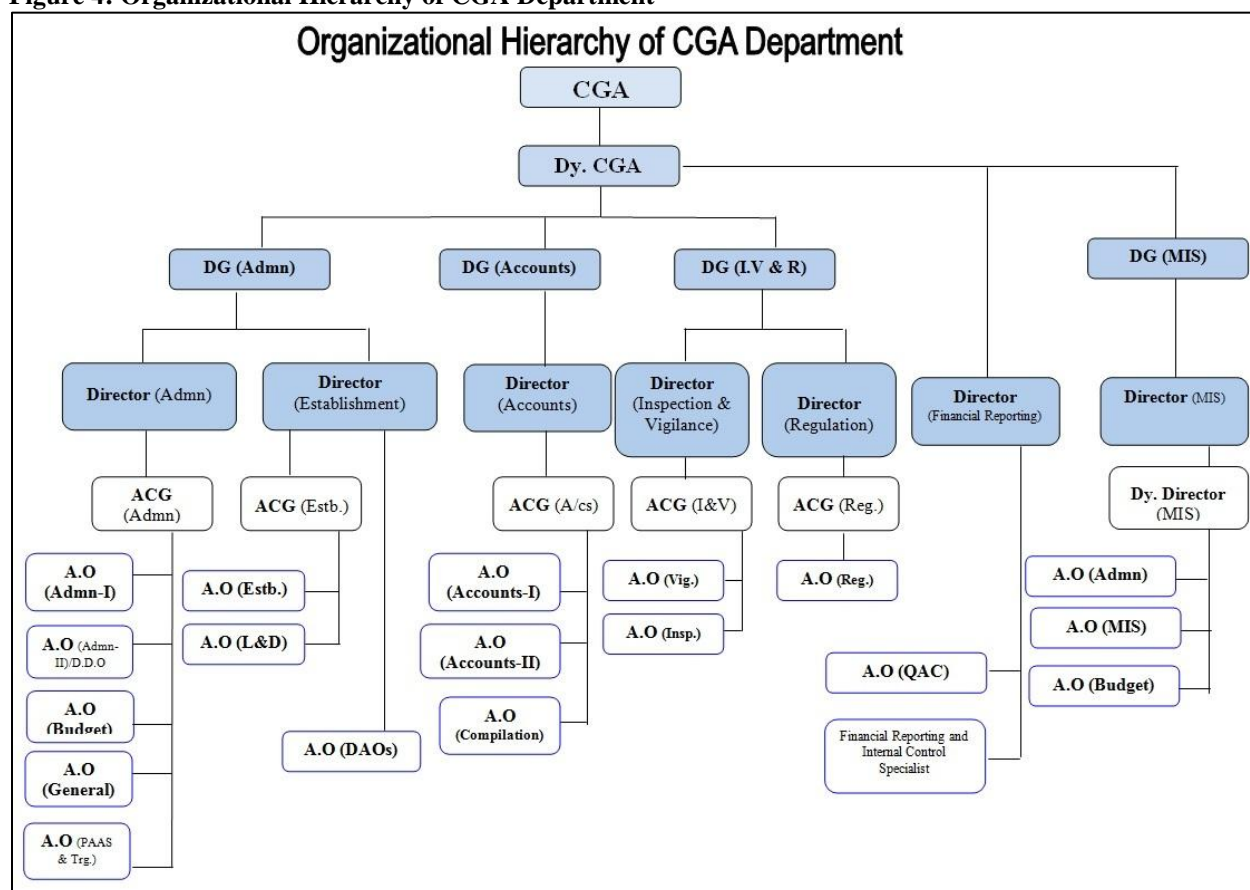 Figure 4: Organizational Hierarchy of CGA Department
Organizational Hierarchy of CGA Department
CGA
Dy. CGA
DG (Admn)
DG (Accounts)
DG (I.V & R)
DG (MIS)
Director (Admn)
Director
(Establishment)
Director
(Accounts)
Director
(Inspection &
Vigilance)
Director
(Regulation)
Director
(Financial Reporting)
Director (MIS)
ACG
(Admn)
ACG (Estb.)
ACG (A/cs)
ACG (I&V)
ACG (Reg.)
Dy. Director
(MIS)
A.O
(Admn-I)
A.O (Admn-
II)/D.D.O
A.O
(Budget)
A.O
(General)
A.O (PAAS
& Trg.)
A.O (Estb.)
A.O (L&D)
A.O (DAOs)
A.O
(Accounts-I)
A.O
(Accounts-II)
A.O
(Compilation)
A.O (Vig.)
A.O (Insp.)
A.O (Reg.)
A.O (QAC)
Financial Reporting and
Internal Control
Specialist
A.O (Admn)
A.O (MIS)
A.O (Budget)